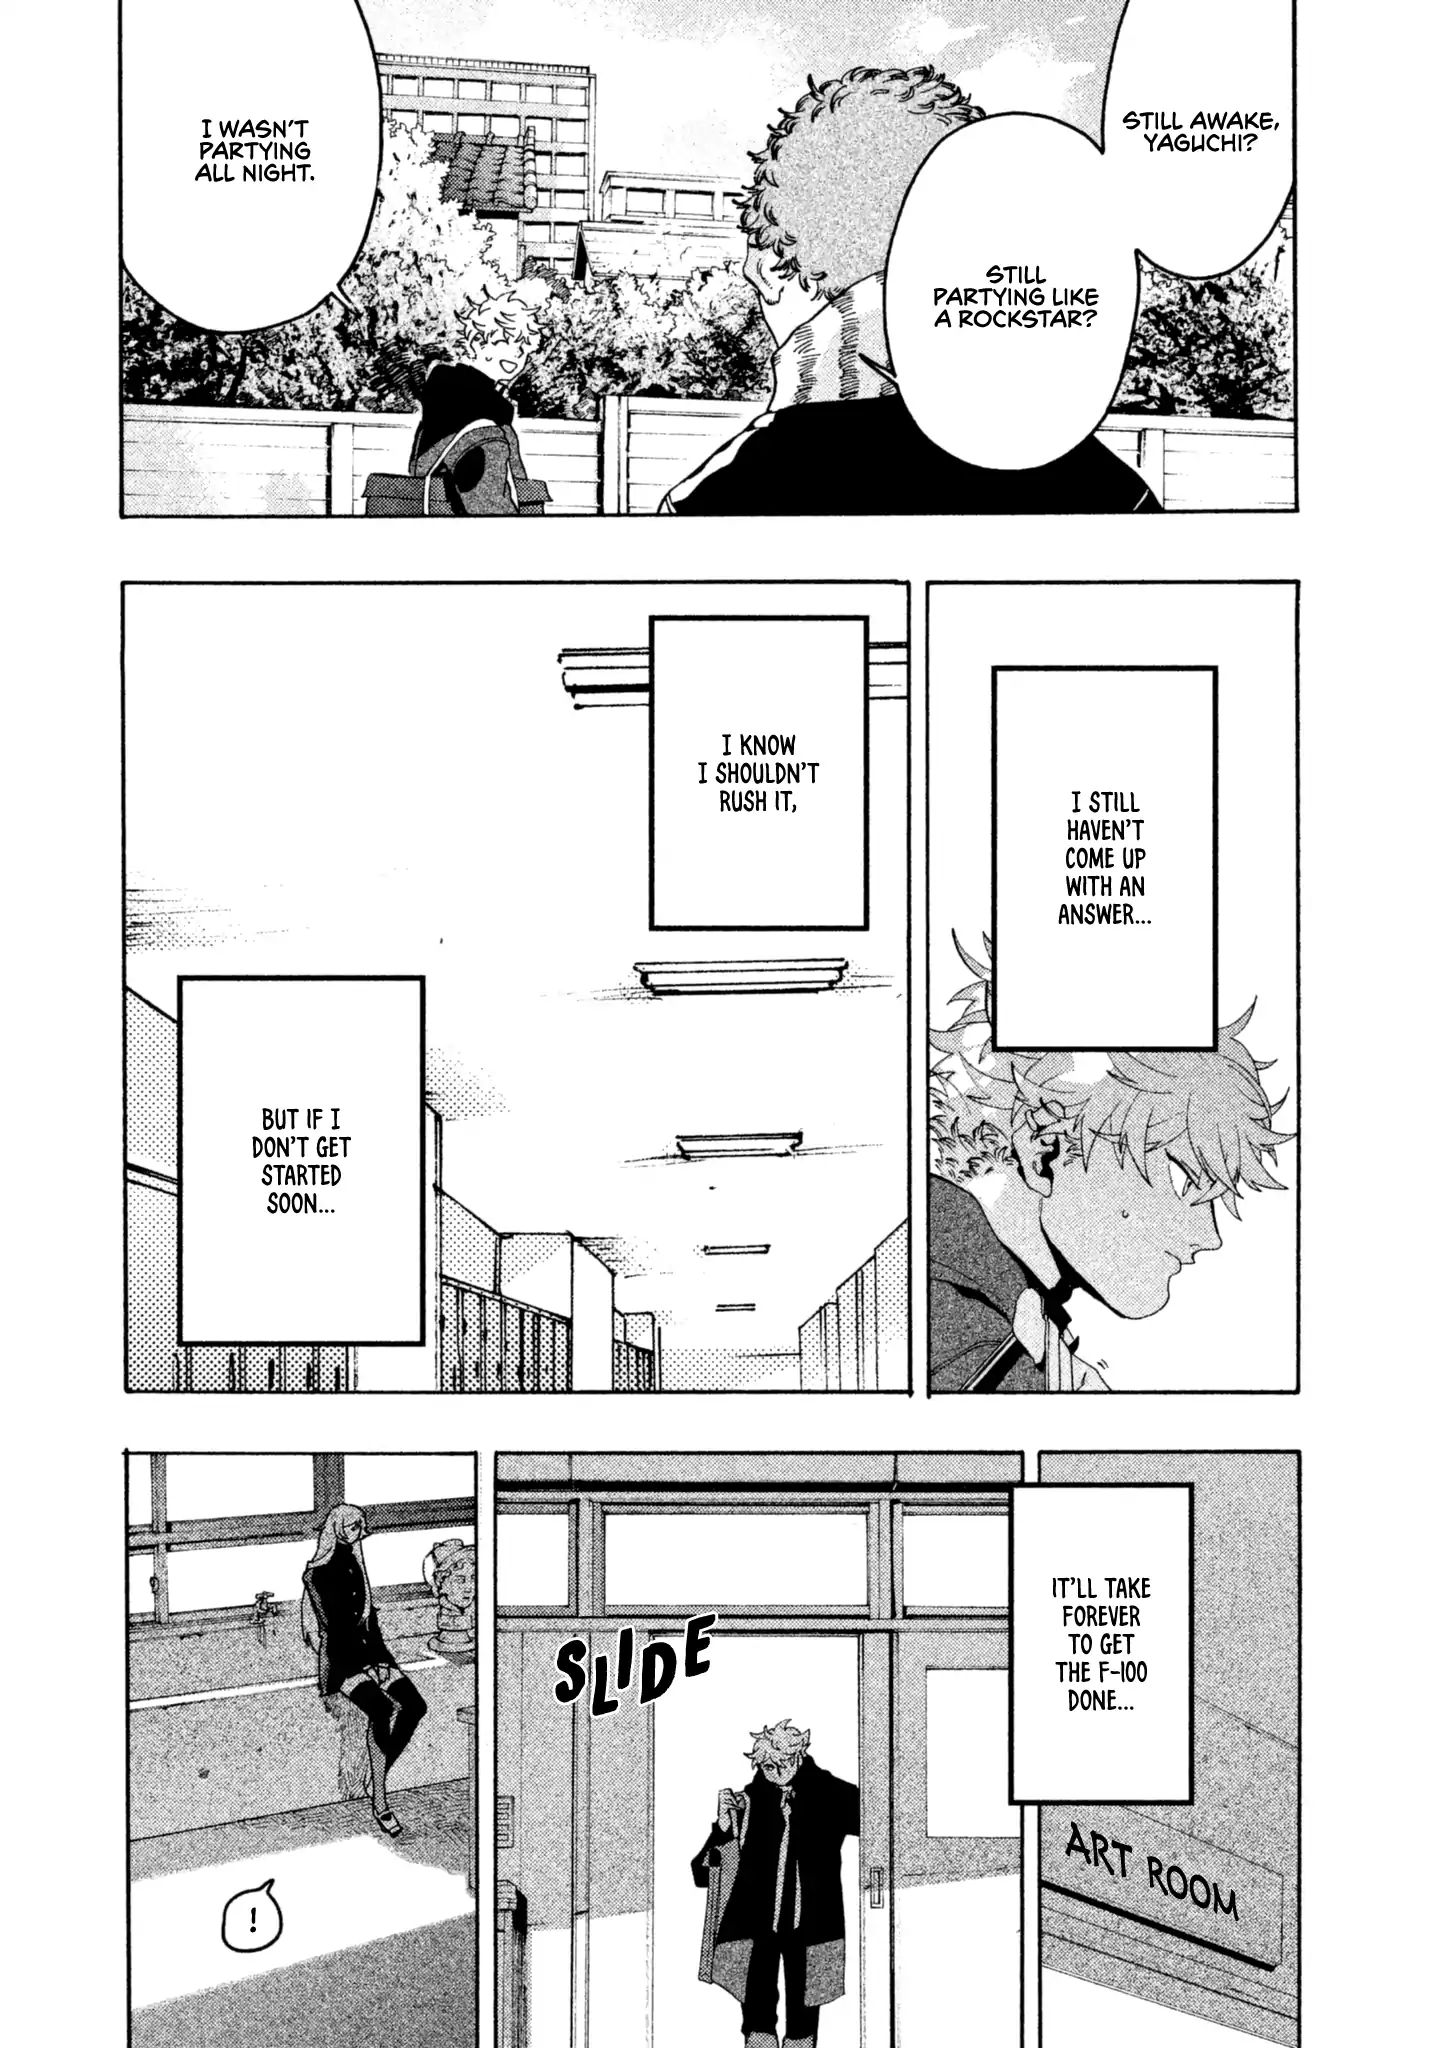 STILL AWAKE,
YAGUCHI?
STILL
PARTYING LIKE
A ROCKSTAR?
I WASN'T
PARTYING
ALL NIGHT.
I STILL
HAVEN'T
COME UP
WITH AN
ANSWER...
I KNOW
I SHOULDN'T
RUSH IT,
BUT IF I
DON'T GET
STARTED
SOON...
IT'LL TAKE
FOREVER
TO GET
THE F-100
DONE...
ART ROOM
SLIDE
!